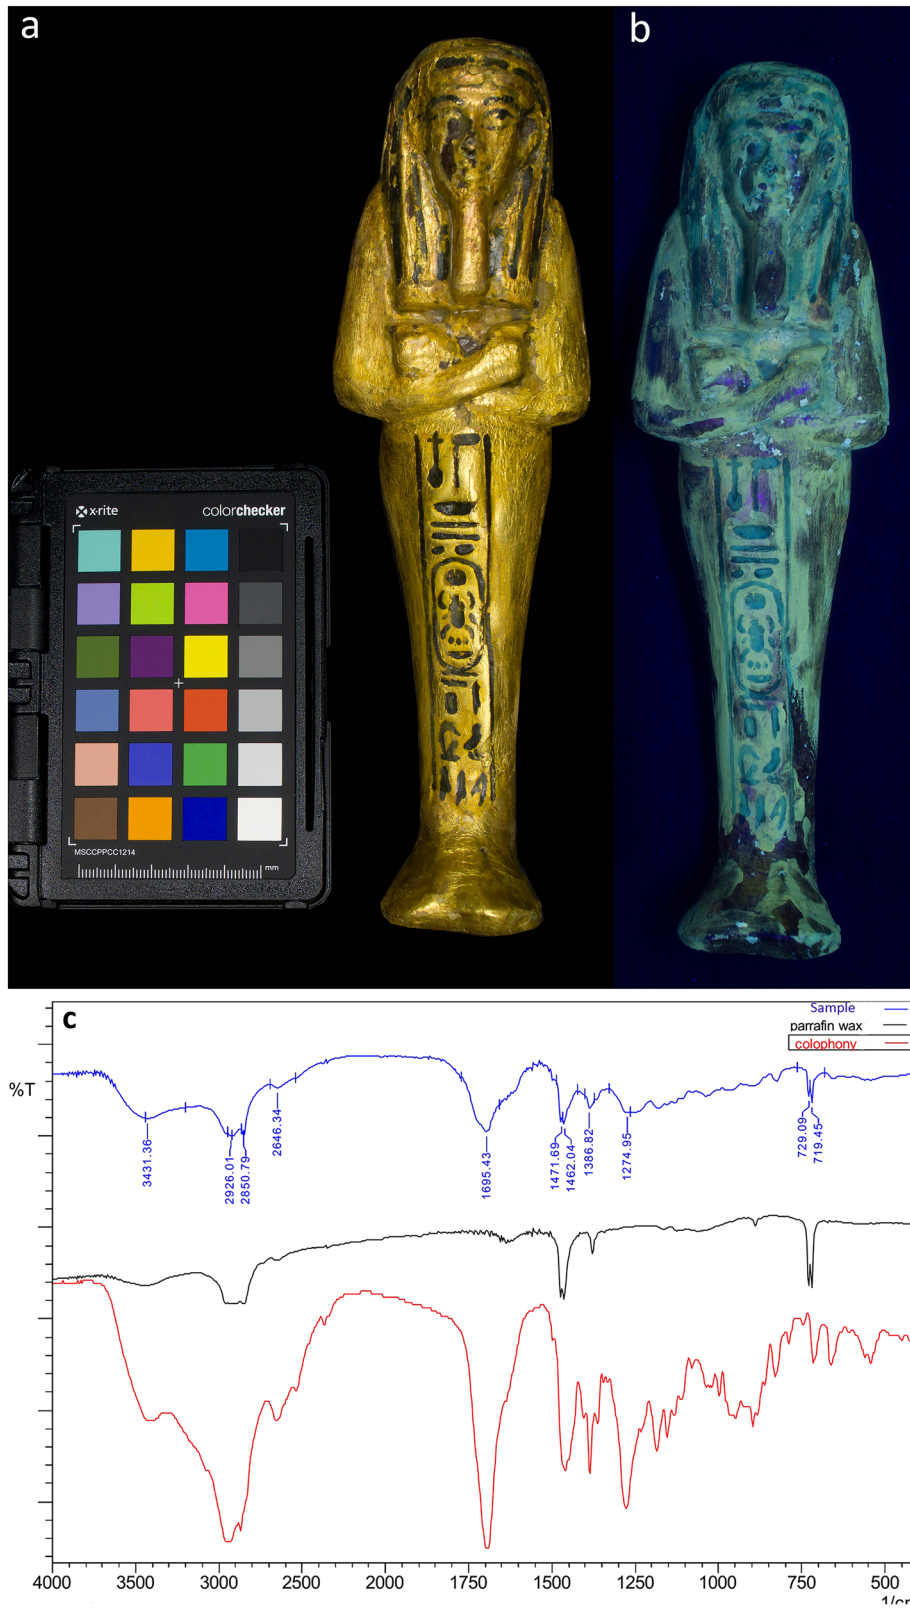 a
b
x-rite
colorchecker
MSCCPPCC1214
mm
c
Sample
parrafin wax
colophony
%T
3431.36
2926.01
2850.79
2646.34
1695.43
1471.69
1462.04
1386.82
1274.95
729.09
719.45
4000 3500 3000 2500 2000 1750 1500 1250 1000 750 500